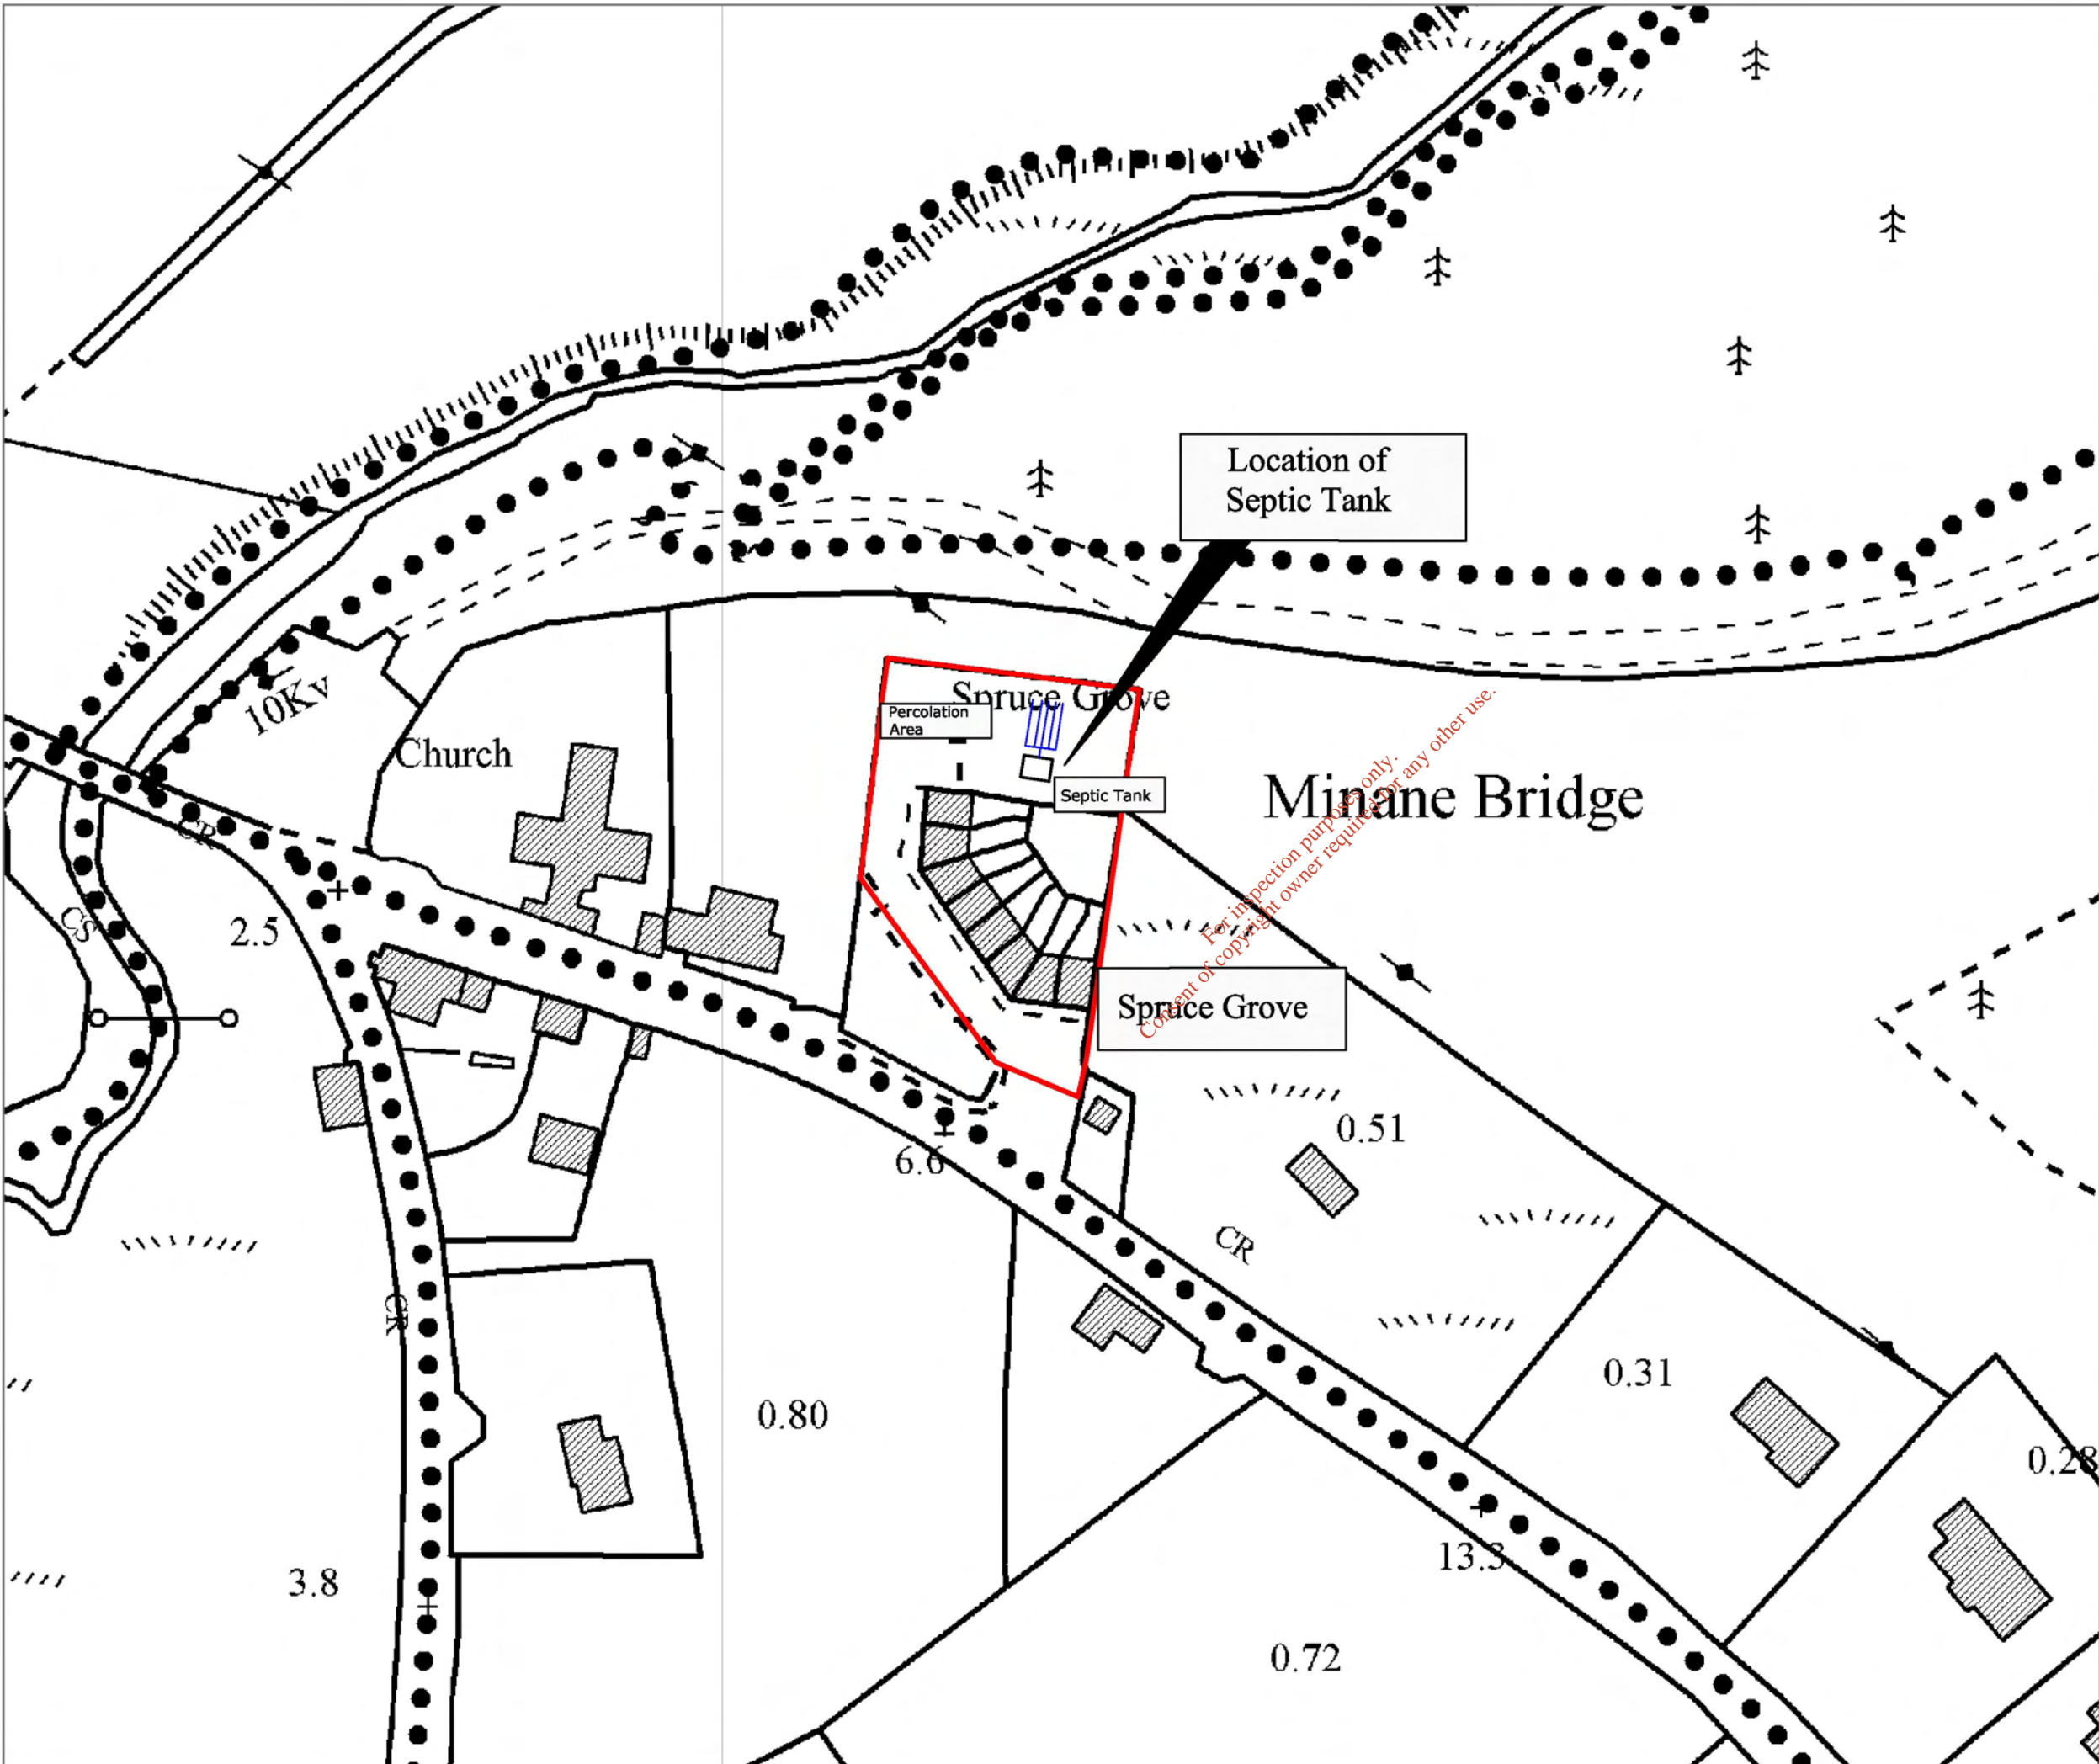 Location of
Septic Tank
Spruce Grove
10Kv
Percolation
Area
Church
Septic Tank
Minane Bridge
For inspection purposes only.
Consent of copyright owner required for any other use.
CR
CS
2.5
Spruce Grove
0.51
6.6
CR
CR
0.31
0.80
0.28
13.3
3.8
0.72